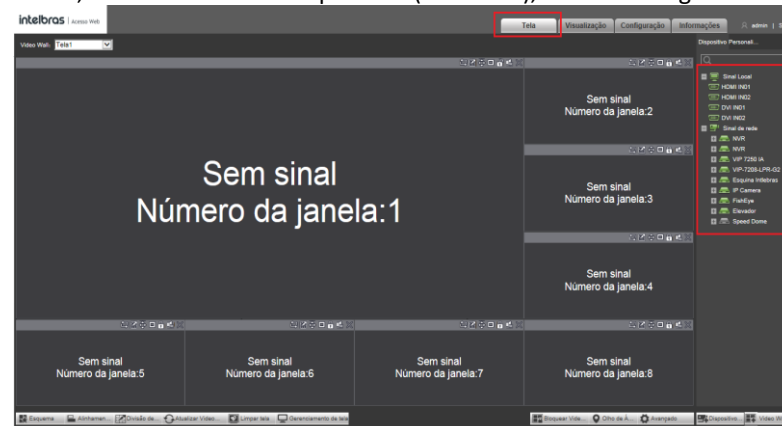 intelbras | Acesso Web
Tela Visualização Configuração Informações admin
Video Wall: Tela1
Dispositivo Personali...
Sem sinal
Número da janela:1
Sem sinal
Número da janela:2
Sem sinal
Número da janela:3
Sem sinal
Número da janela:4
Sem sinal
Número da janela:5
Sem sinal
Número da janela:6
Sem sinal
Número da janela:7
Sem sinal
Número da janela:8
Sinal Local
HDMI IN01
HDMI IN02
DVI IN01
DVI IN02
Sinal de rede
NVR
NVR
VIP 7250 IA
VIP-7208-LPR-G2
Esquina Intelbras
IP Camera
FishEye
Elevador
Speed Dome
Esquema Alinhamen... Divisão de... Atualizar Video... Limpar tela... Gerenciamento de tela
Bloquear Vide... Olho de Á... Avançado Dispositivo... Video W